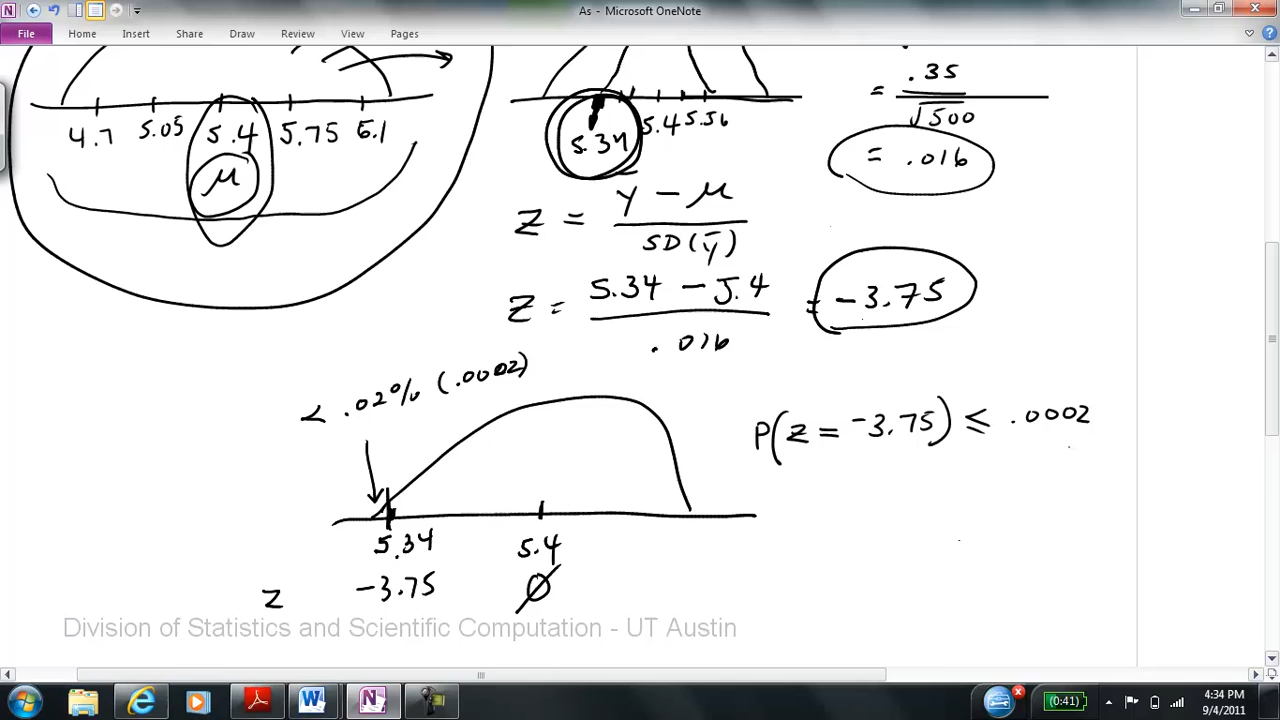 As - Microsoft OneNote
File Home Insert Share Draw Review View Pages
4.7 5.05 5.4 5.75 6.1
μ
5.34 5.4 5.56
= .35
√500
= .016
Z = y - μ
SD(ȳ)
Z = 5.34 - 5.4 = -3.75
.016
< .02% (.0002)
P(Z = -3.75) ≤ .0002
5.34 5.4
Z -3.75 0
Division of Statistics and Scientific Computation - UT Austin
(0:41)
4:34 PM
9/4/2011